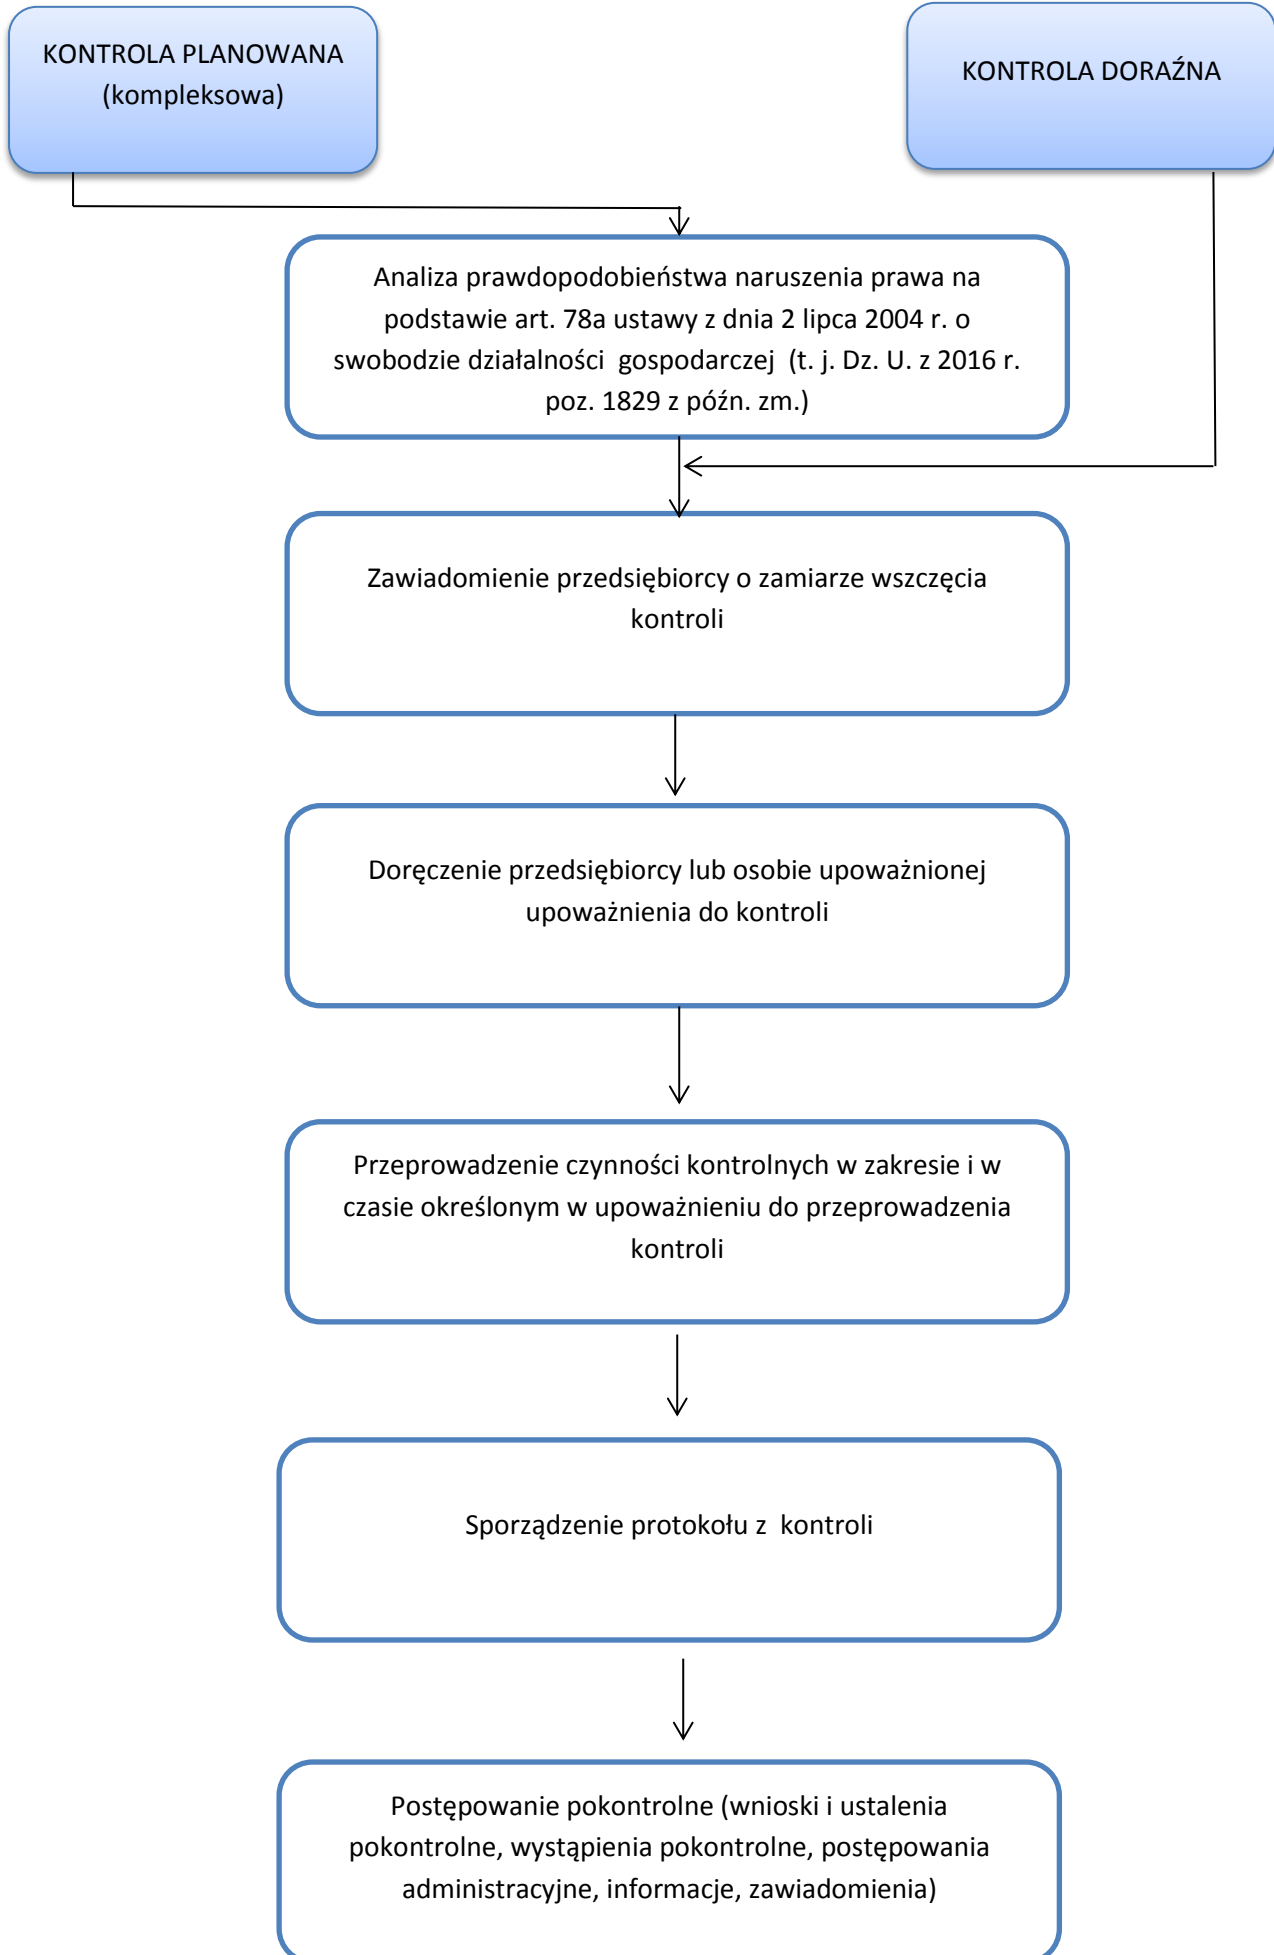 KONTROLA PLANOWANA
(kompleksowa)
KONTROLA DORAŹNA
Analiza prawdopodobieństwa naruszenia prawa na
podstawie art. 78a ustawy z dnia 2 lipca 2004 r. o
swobodzie działalności  gospodarczej  (t. j. Dz. U. z 2016 r.
poz. 1829 z późn. zm.)
Zawiadomienie przedsiębiorcy o zamiarze wszczęcia
kontroli
Doręczenie przedsiębiorcy lub osobie upoważnionej
upoważnienia do kontroli
Przeprowadzenie czynności kontrolnych w zakresie i w
czasie określonym w upoważnieniu do przeprowadzenia
kontroli
Sporządzenie protokołu z  kontroli
Postępowanie pokontrolne (wnioski i ustalenia
pokontrolne, wystąpienia pokontrolne, postępowania
administracyjne, informacje, zawiadomienia)